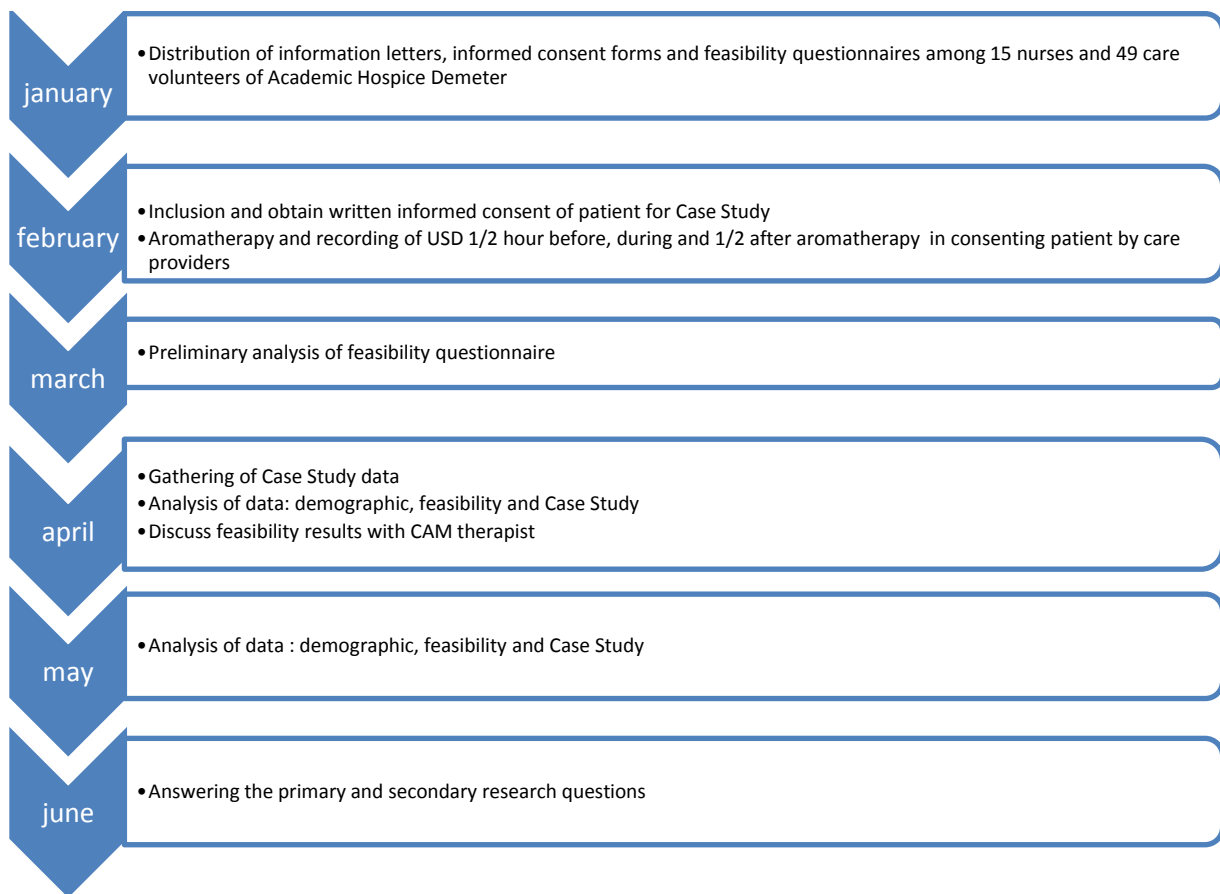 january
•Distribution of information letters, informed consent forms and feasibility questionnaires among 15 nurses and 49 care
volunteers of Academic Hospice Demeter
february
•Inclusion and obtain written informed consent of patient for Case Study
•Aromatherapy and recording of USD 1/2 hour before, during and 1/2 after aromatherapy in consenting patient by care
providers
march
•Preliminary analysis of feasibility questionnaire
april
•Gathering of Case Study data
•Analysis of data: demographic, feasibility and Case Study
•Discuss feasibility results with CAM therapist
may
•Analysis of data : demographic, feasibility and Case Study
june
•Answering the primary and secondary research questions